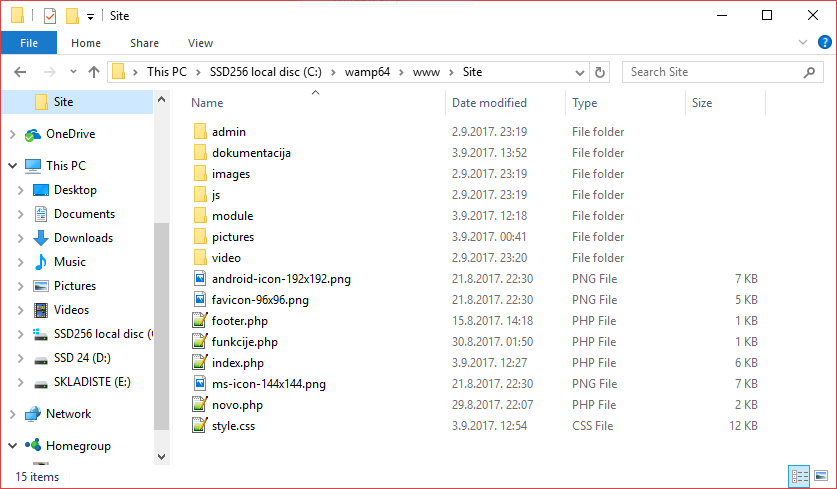 Site
File Home Share View
This PC SSD256 local disc (C:) wamp64 www Site Search Site
Site
OneDrive
This PC
Desktop
Documents
Downloads
Music
Pictures
Videos
SSD256 local disc (
SSD 24 (D:)
SKLADISTE (E:)
Network
Homegroup
Name Date modified Type Size
admin 2.9.2017. 23:19 File folder
dokumentacija 3.9.2017. 13:52 File folder
images 2.9.2017. 23:19 File folder
js 2.9.2017. 23:19 File folder
module 3.9.2017. 12:18 File folder
pictures 3.9.2017. 00:41 File folder
video 2.9.2017. 23:20 File folder
android-icon-192x192.png 21.8.2017. 22:30 PNG File 7 KB
favicon-96x96.png 21.8.2017. 22:30 PNG File 5 KB
footer.php 15.8.2017. 14:18 PHP File 1 KB
funkcije.php 30.8.2017. 01:50 PHP File 1 KB
index.php 3.9.2017. 12:27 PHP File 6 KB
ms-icon-144x144.png 21.8.2017. 22:30 PNG File 7 KB
novo.php 29.8.2017. 22:07 PHP File 2 KB
style.css 3.9.2017. 12:54 CSS File 12 KB
15 items